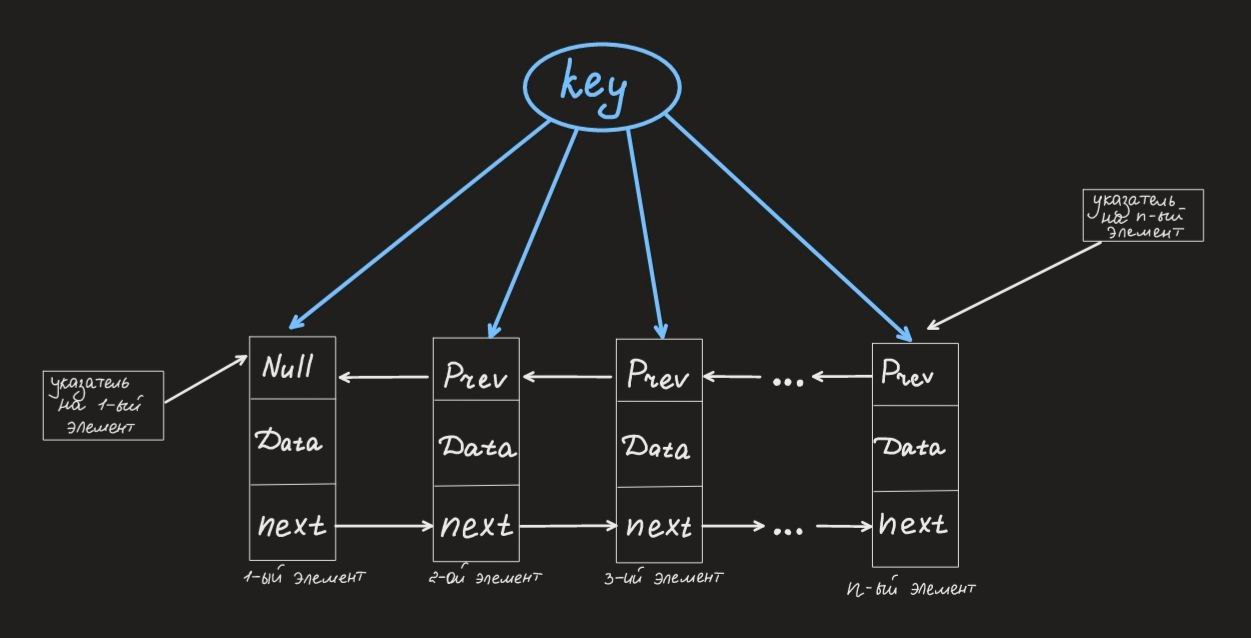 key
указатель
на n-ый
элемент
указатель
на 1-ый
элемент
Null
Prev
Prev
...
Prev
Data
Data
Data
Data
next
next
next
...
next
1-ый элемент
2-ой элемент
3-ий элемент
n-ый элемент